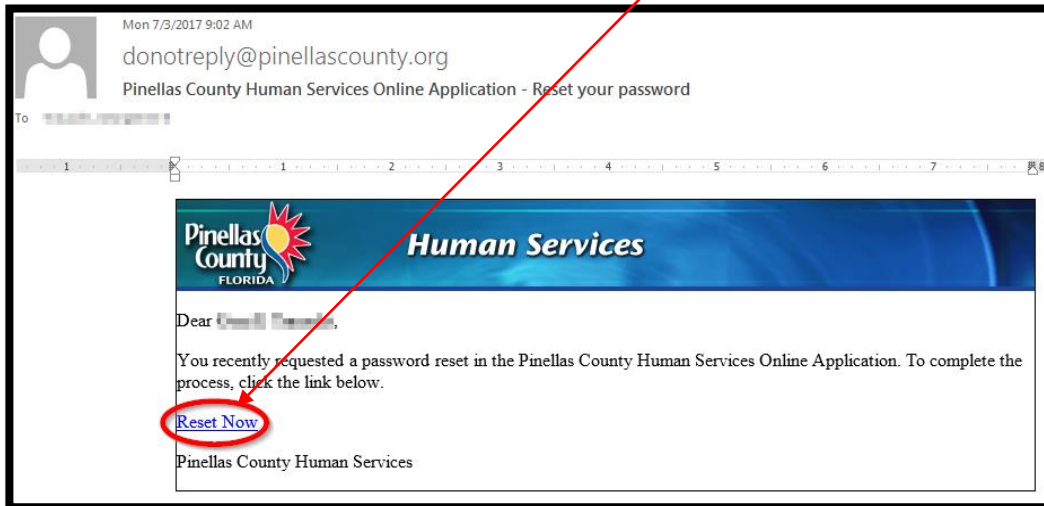 Mon 7/3/2017 9:02 AM
donotreply@pinellascounty.org
Pinellas County Human Services Online Application - Reset your password
To
1 1 2 3 4 5 6 7 8
Pinellas
County
FLORIDA
Human Services
Dear ,
You recently requested a password reset in the Pinellas County Human Services Online Application. To complete the
process, click the link below.
Reset Now
Pinellas County Human Services